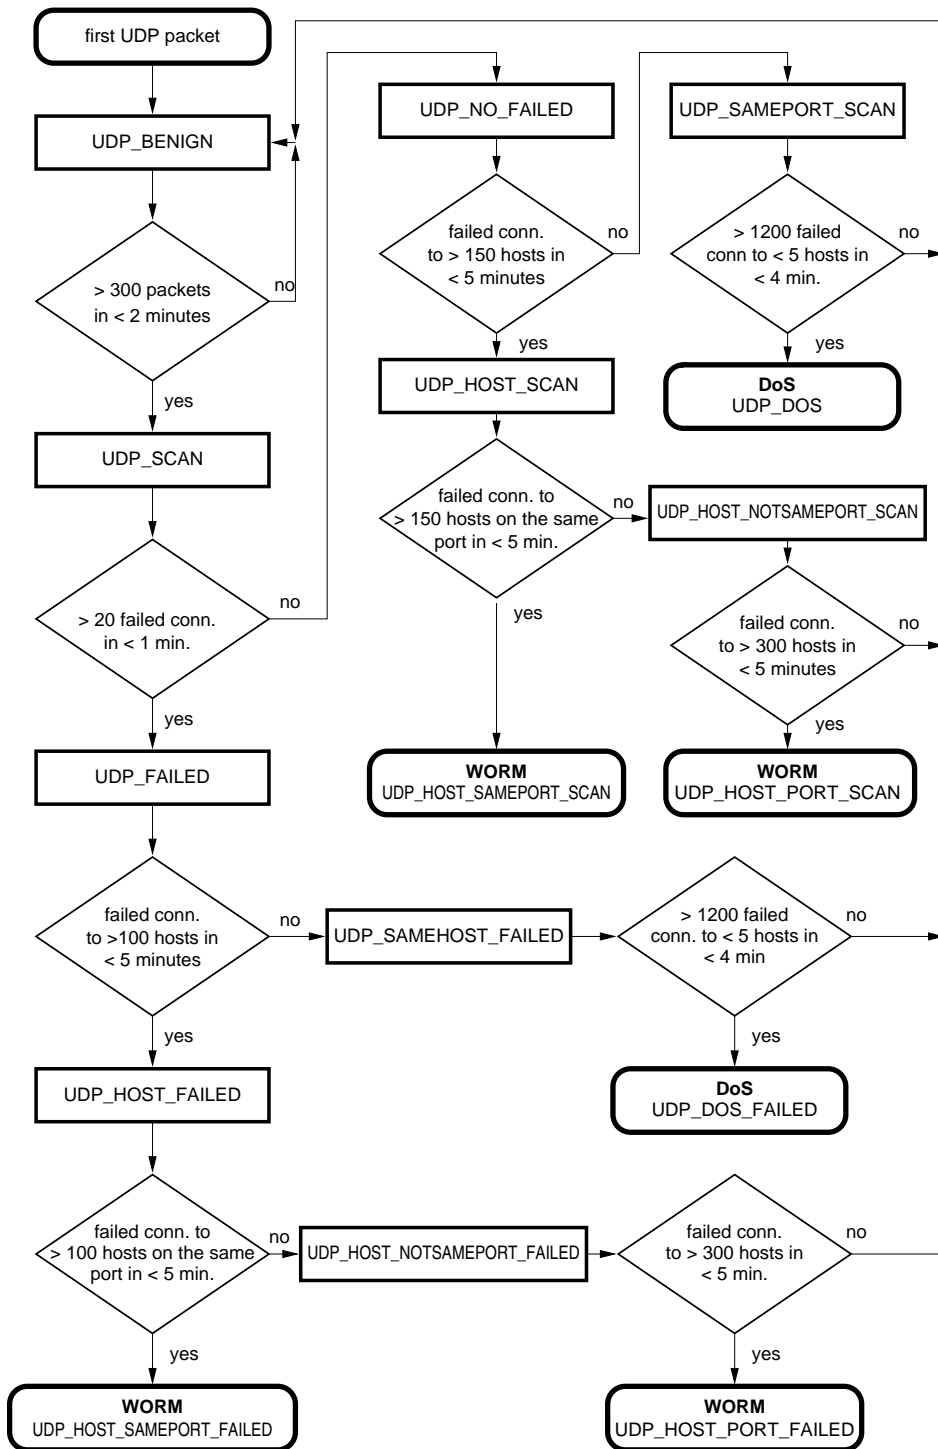 first UDP packet
UDP_BENIGN
> 300 packets
in < 2 minutes
no
yes
UDP_SCAN
> 20 failed conn.
in < 1 min.
no
yes
UDP_FAILED
failed conn.
to >100 hosts in
< 5 minutes
no
yes
UDP_HOST_FAILED
failed conn. to
> 100 hosts on the same
port in < 5 min.
no
yes
WORM
UDP_HOST_SAMEPORT_FAILED
UDP_NO_FAILED
failed conn.
to > 150 hosts in
< 5 minutes
no
yes
UDP_HOST_SCAN
failed conn. to
> 150 hosts on the same
port in < 5 min.
no
yes
WORM
UDP_HOST_SAMEPORT_SCAN
UDP_SAMEPORT_SCAN
> 1200 failed
conn to < 5 hosts in
< 4 min.
no
yes
DoS
UDP_DOS
UDP_HOST_NOTSAMEPORT_SCAN
failed conn.
to > 300 hosts in
< 5 minutes
no
yes
WORM
UDP_HOST_PORT_SCAN
UDP_SAMEHOST_FAILED
> 1200 failed
conn. to < 5 hosts in
< 4 min
no
yes
DoS
UDP_DOS_FAILED
UDP_HOST_NOTSAMEPORT_FAILED
failed conn.
to > 300 hosts in
< 5 min.
no
yes
WORM
UDP_HOST_PORT_FAILED